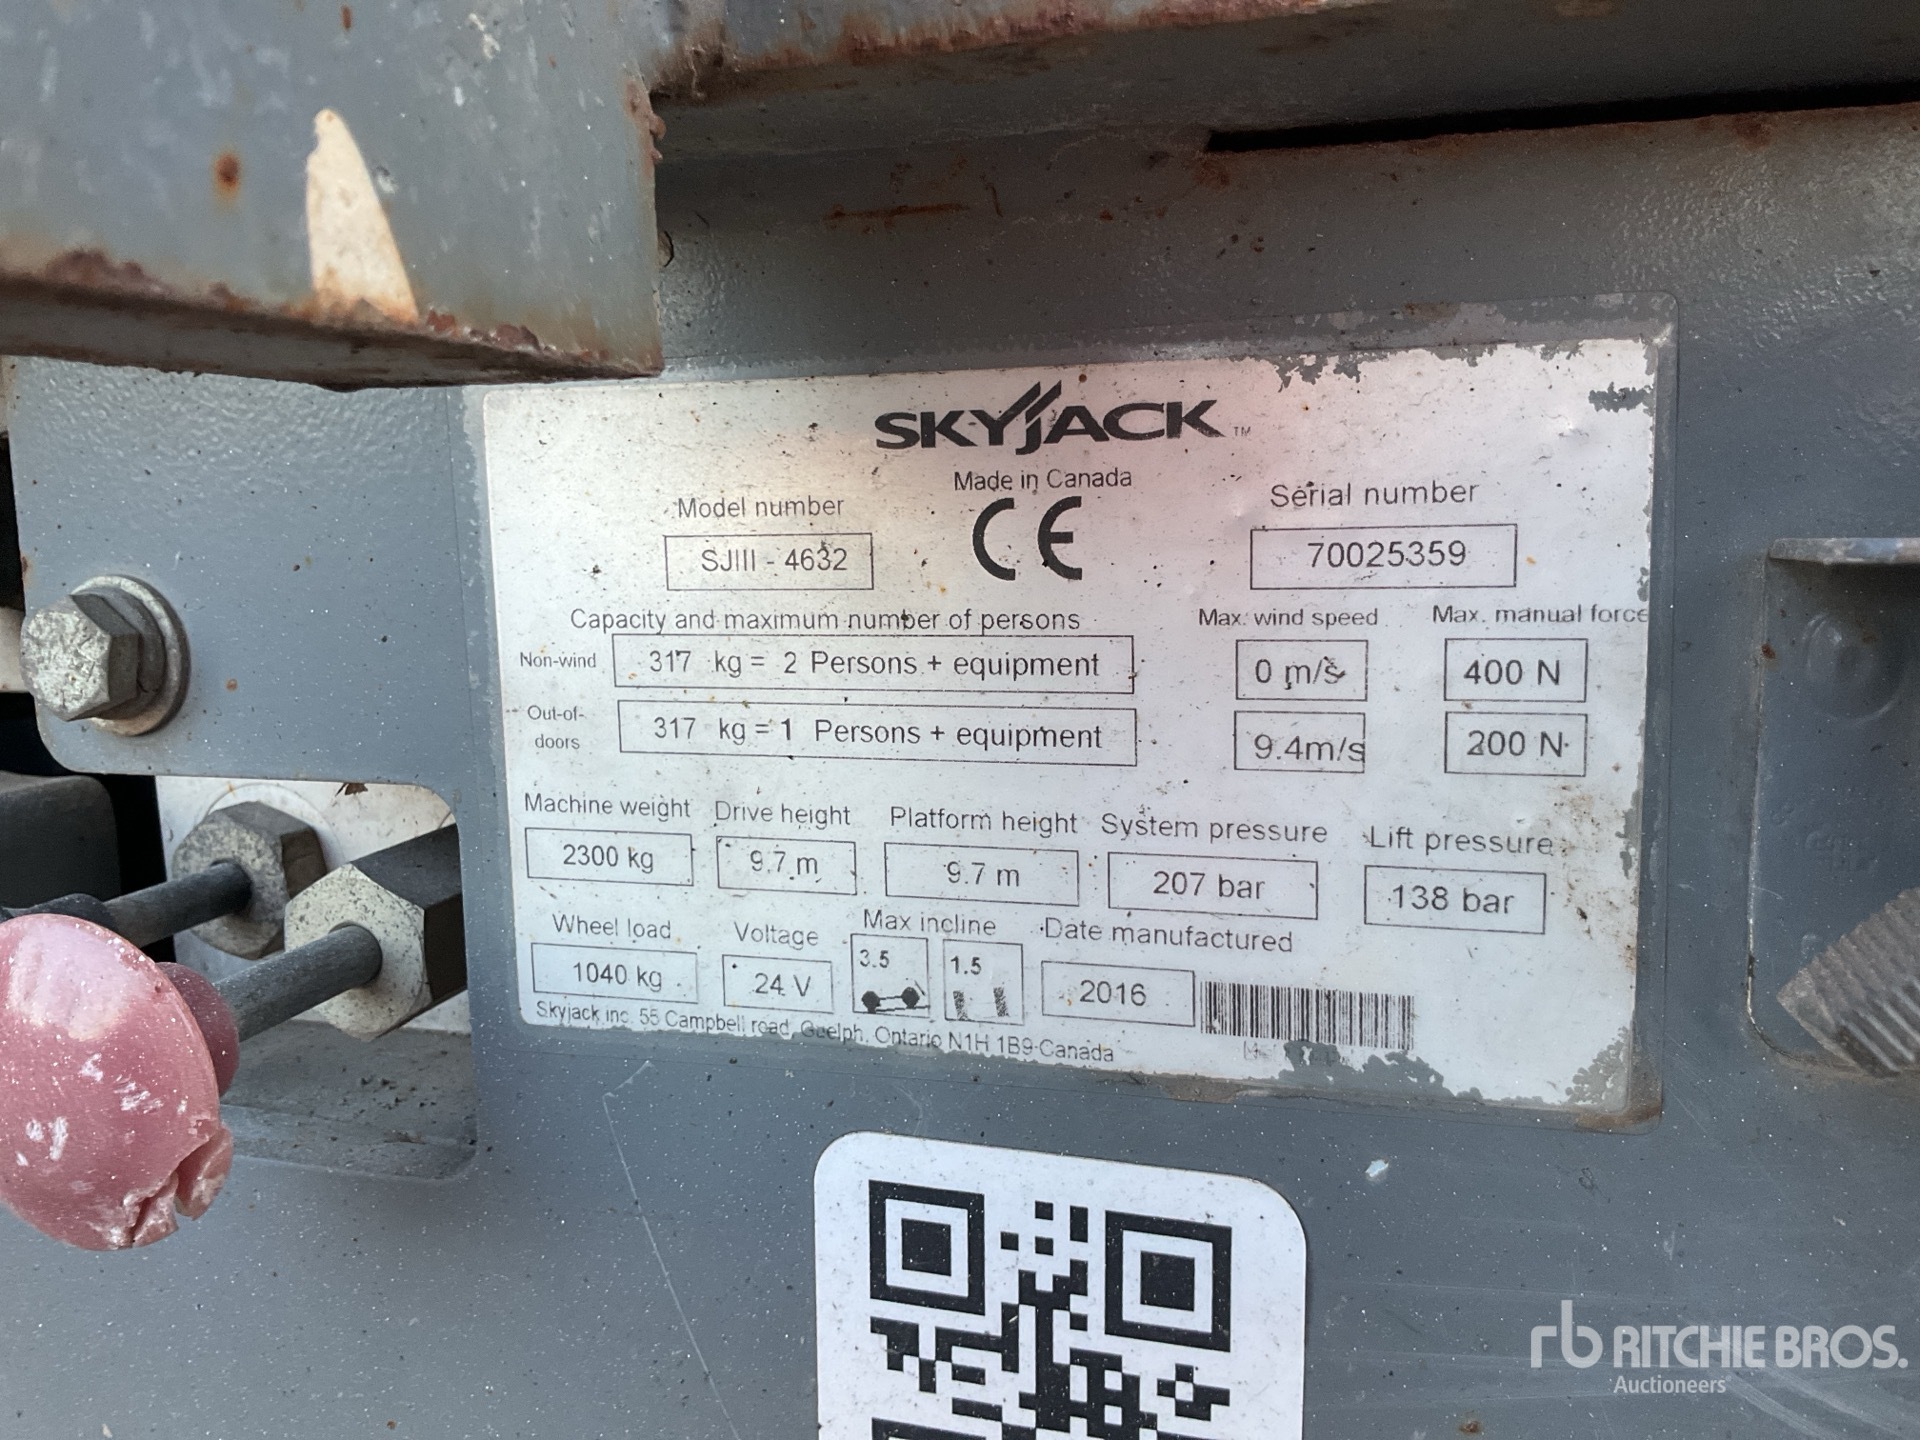 SKYJACK™
Made in Canada
Model number
SJIII - 4632
CE
Serial number
70025359
Capacity and maximum number of persons
Max. wind speed
Max. manual force
Non-wind
317 kg = 2 Persons + equipment
0 m/s
400 N
Out-of-
doors
317 kg = 1 Persons + equipment
9.4m/s
200 N
Machine weight
Drive height
Platform height
System pressure
Lift pressure
2300 kg
9.7 m
9.7 m
207 bar
138 bar
Wheel load
Voltage
Max incline
Date manufactured
1040 kg
24 V
3.5
1.5
2016
Skyjack inc. 55 Campbell road, Guelph, Ontario N1H 1B9 Canada
rb RITCHIE BROS.
Auctioneers